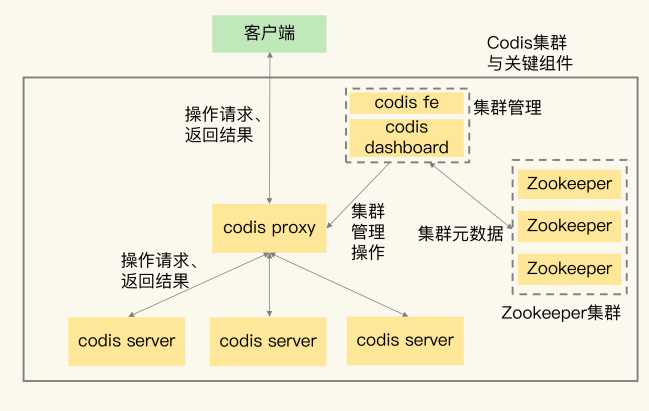 客户端
Codis集群
与关键组件
操作请求、
返回结果
codis fe
codis
dashboard
集群管理
Zookeeper
Zookeeper
Zookeeper
Zookeeper集群
集群元数据
集群
管理
操作
codis proxy
操作请求、
返回结果
codis server
codis server
codis server